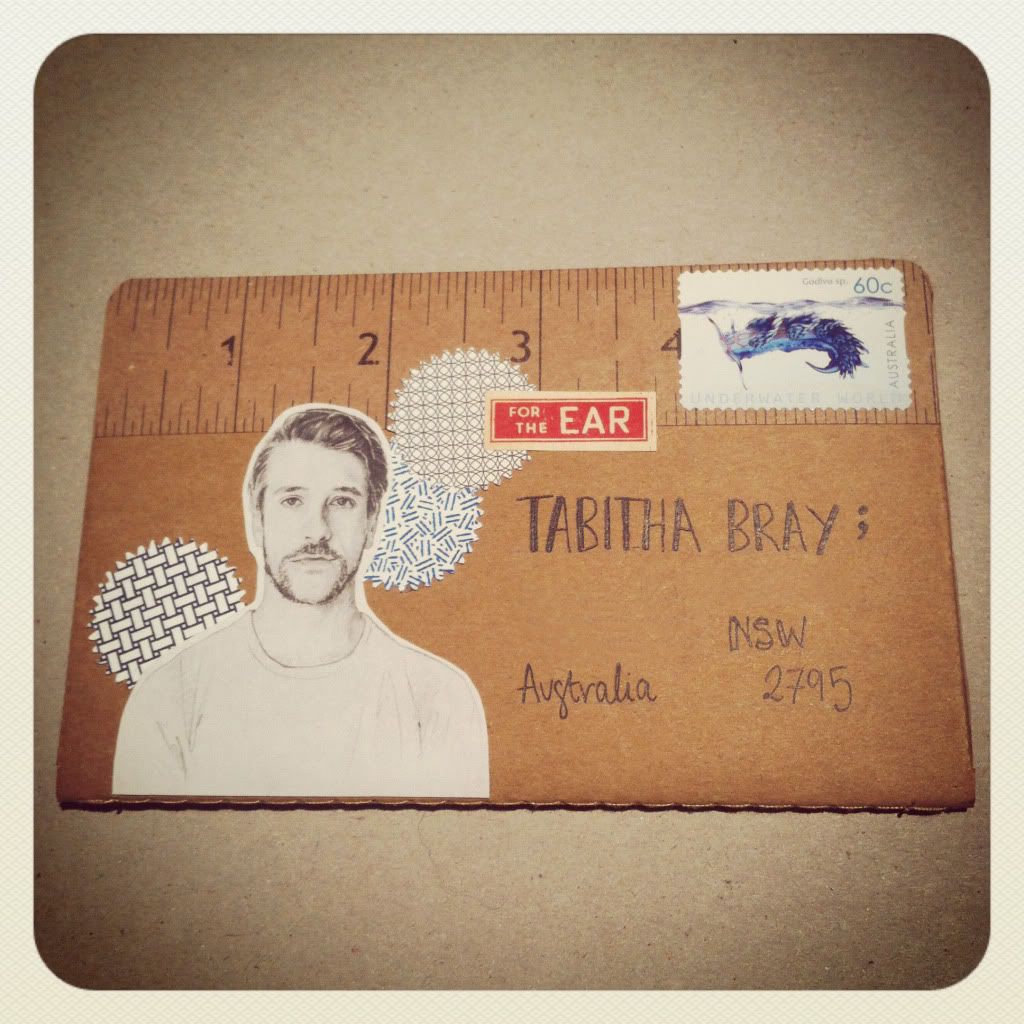 1 2 3 4
Godiva sp. 60c
AUSTRALIA
UNDERWATER WORLD
FOR THE EAR
TABITHA BRAY;
NSW
Australia 2795